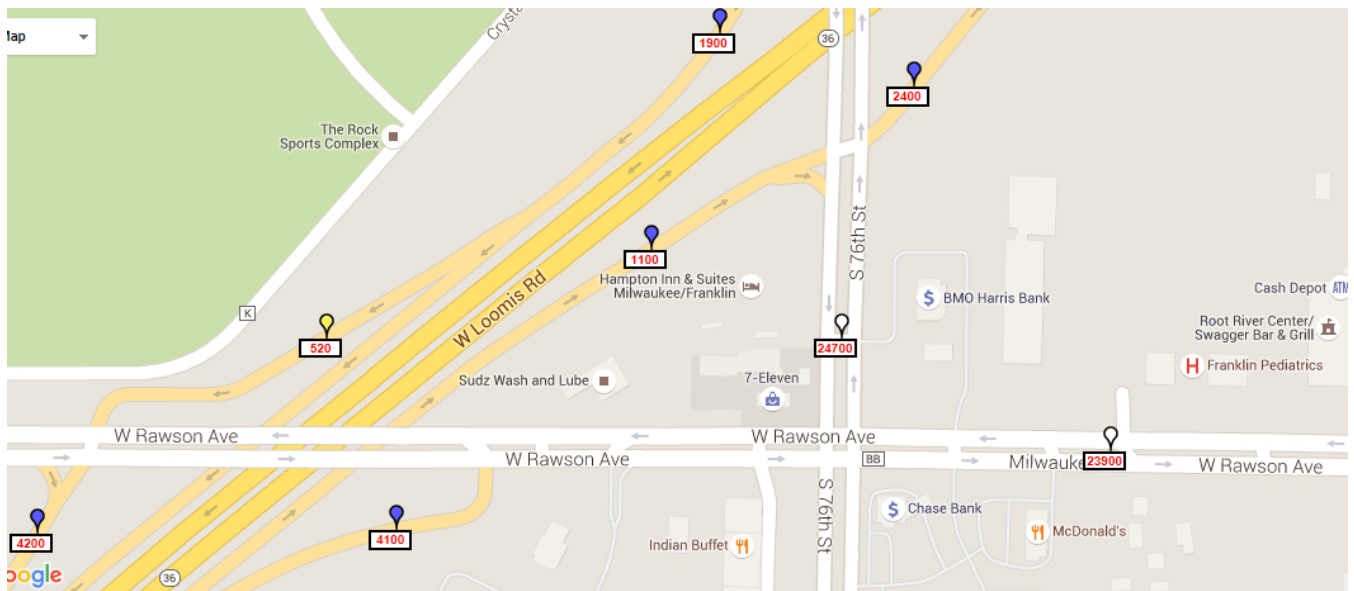 Map
Crysta
1900
36
2400
The Rock
Sports Complex
1100
S 76th St
Hampton Inn & Suites
Milwaukee/Franklin
$
BMO Harris Bank
Cash Depot
ATM
K
W Loomis Rd
Root River Center/
Swagger Bar & Grill
520
24700
H
Franklin Pediatrics
Sudz Wash and Lube
7-Eleven
W Rawson Ave
W Rawson Ave
W Rawson Ave
BB
Milwauke
23900
W Rawson Ave
S 76th St
4200
4100
$
Chase Bank
McDonald's
Indian Buffet
oogle
36